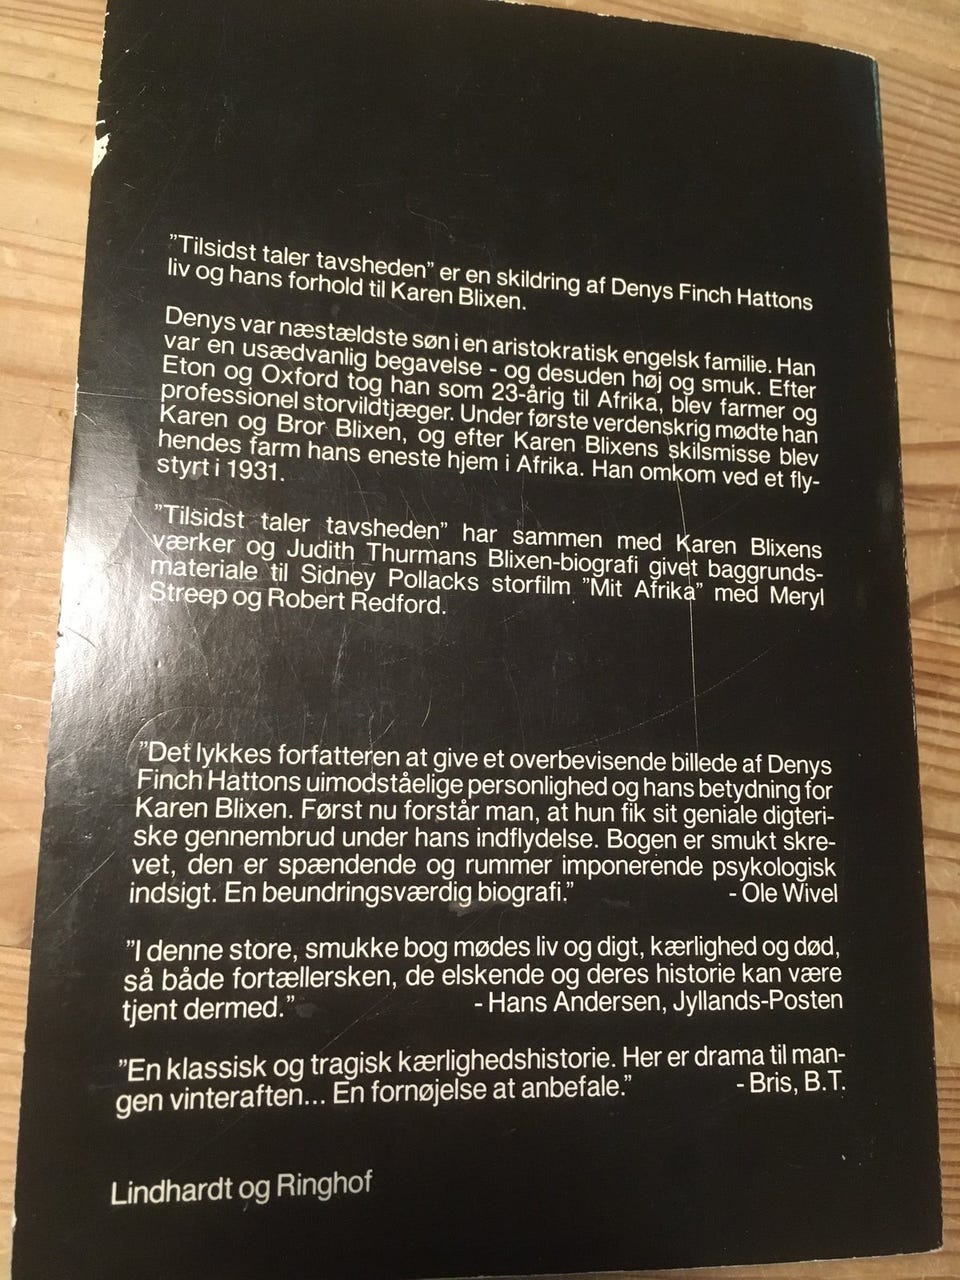 "Tilsidst taler tavsheden" er en skildring af Denys Finch Hattons
liv og hans forhold til Karen Blixen.
Denys var næstældste søn i en aristokratisk engelsk familie. Han
var en usædvanlig begavelse - og desuden høj og smuk. Efter
Eton og Oxford tog han som 23-årig til Afrika, blev farmer og
professionel storvildtjæger. Under første verdenskrig mødte han
Karen og Bror Blixen, og efter Karen Blixens skilsmisse blev
hendes farm hans eneste hjem i Afrika. Han omkom ved et fly-
styrt i 1931.
"Tilsidst taler tavsheden" har sammen med Karen Blixens
værker og Judith Thurmans Blixen-biografi givet baggrunds-
materiale til Sidney Pollacks storfilm "Mit Afrika" med Meryl
Streep og Robert Redford.
"Det lykkes forfatteren at give et overbevisende billede af Denys
Finch Hattons uimodståelige personlighed og hans betydning for
Karen Blixen. Først nu forstår man, at hun fik sit geniale digteri-
ske gennembrud under hans indflydelse. Bogen er smukt skre-
vet, den er spændende og rummer imponerende psykologisk
indsigt. En beundringsværdig biografi." - Ole Wivel
"I denne store, smukke bog mødes liv og digt, kærlighed og død,
så både fortællersken, de elskende og deres historie kan være
tjent dermed." - Hans Andersen, Jyllands-Posten
"En klassisk og tragisk kærlighedshistorie. Her er drama til man-
gen vinteraften... En fornøjelse at anbefale." - Bris, B.T.
Lindhardt og Ringhof